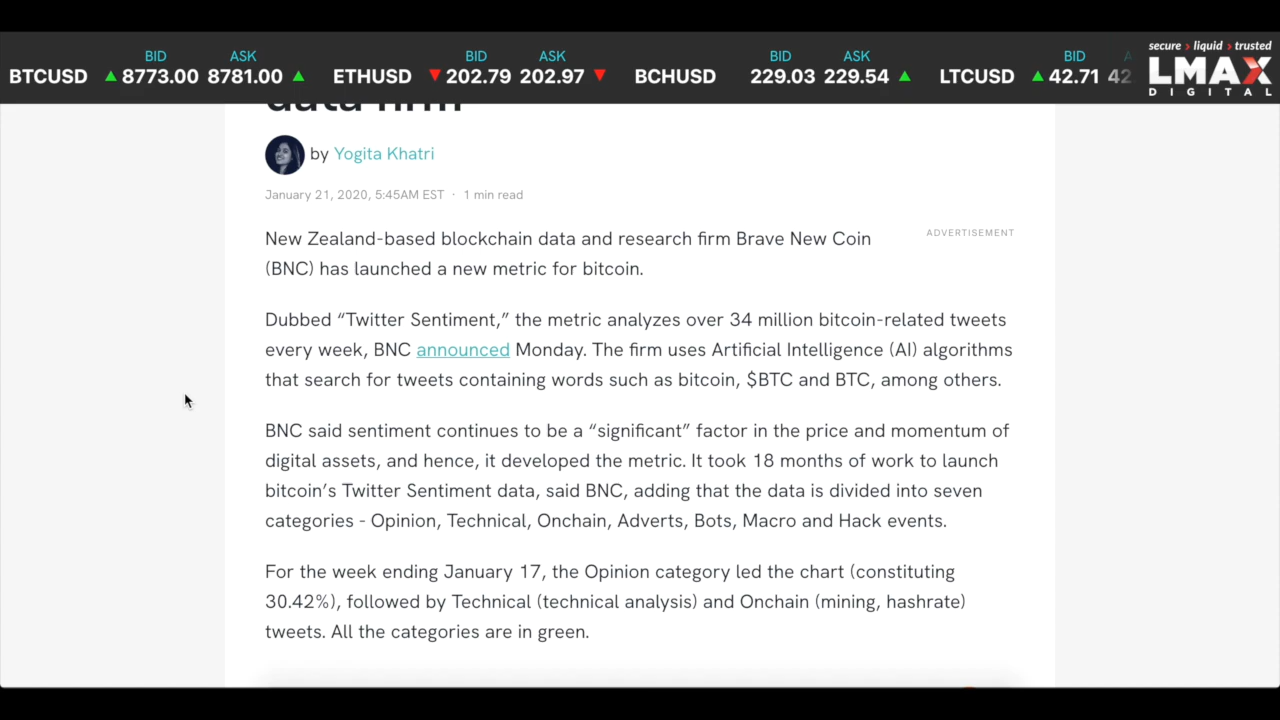 BID ASK BID ASK BID ASK BID
BTCUSD 8773.00 8781.00 ETHUSD 202.79 202.97 BCHUSD 229.03 229.54 LTCUSD 42.71 42
secure › liquid › trusted
LMAX
DIGITAL
data firm
by Yogita Khatri
January 21, 2020, 5:45AM EST · 1 min read
ADVERTISEMENT
New Zealand-based blockchain data and research firm Brave New Coin
(BNC) has launched a new metric for bitcoin.
Dubbed “Twitter Sentiment,” the metric analyzes over 34 million bitcoin-related tweets
every week, BNC announced Monday. The firm uses Artificial Intelligence (AI) algorithms
that search for tweets containing words such as bitcoin, $BTC and BTC, among others.
BNC said sentiment continues to be a “significant” factor in the price and momentum of
digital assets, and hence, it developed the metric. It took 18 months of work to launch
bitcoin’s Twitter Sentiment data, said BNC, adding that the data is divided into seven
categories - Opinion, Technical, Onchain, Adverts, Bots, Macro and Hack events.
For the week ending January 17, the Opinion category led the chart (constituting
30.42%), followed by Technical (technical analysis) and Onchain (mining, hashrate)
tweets. All the categories are in green.